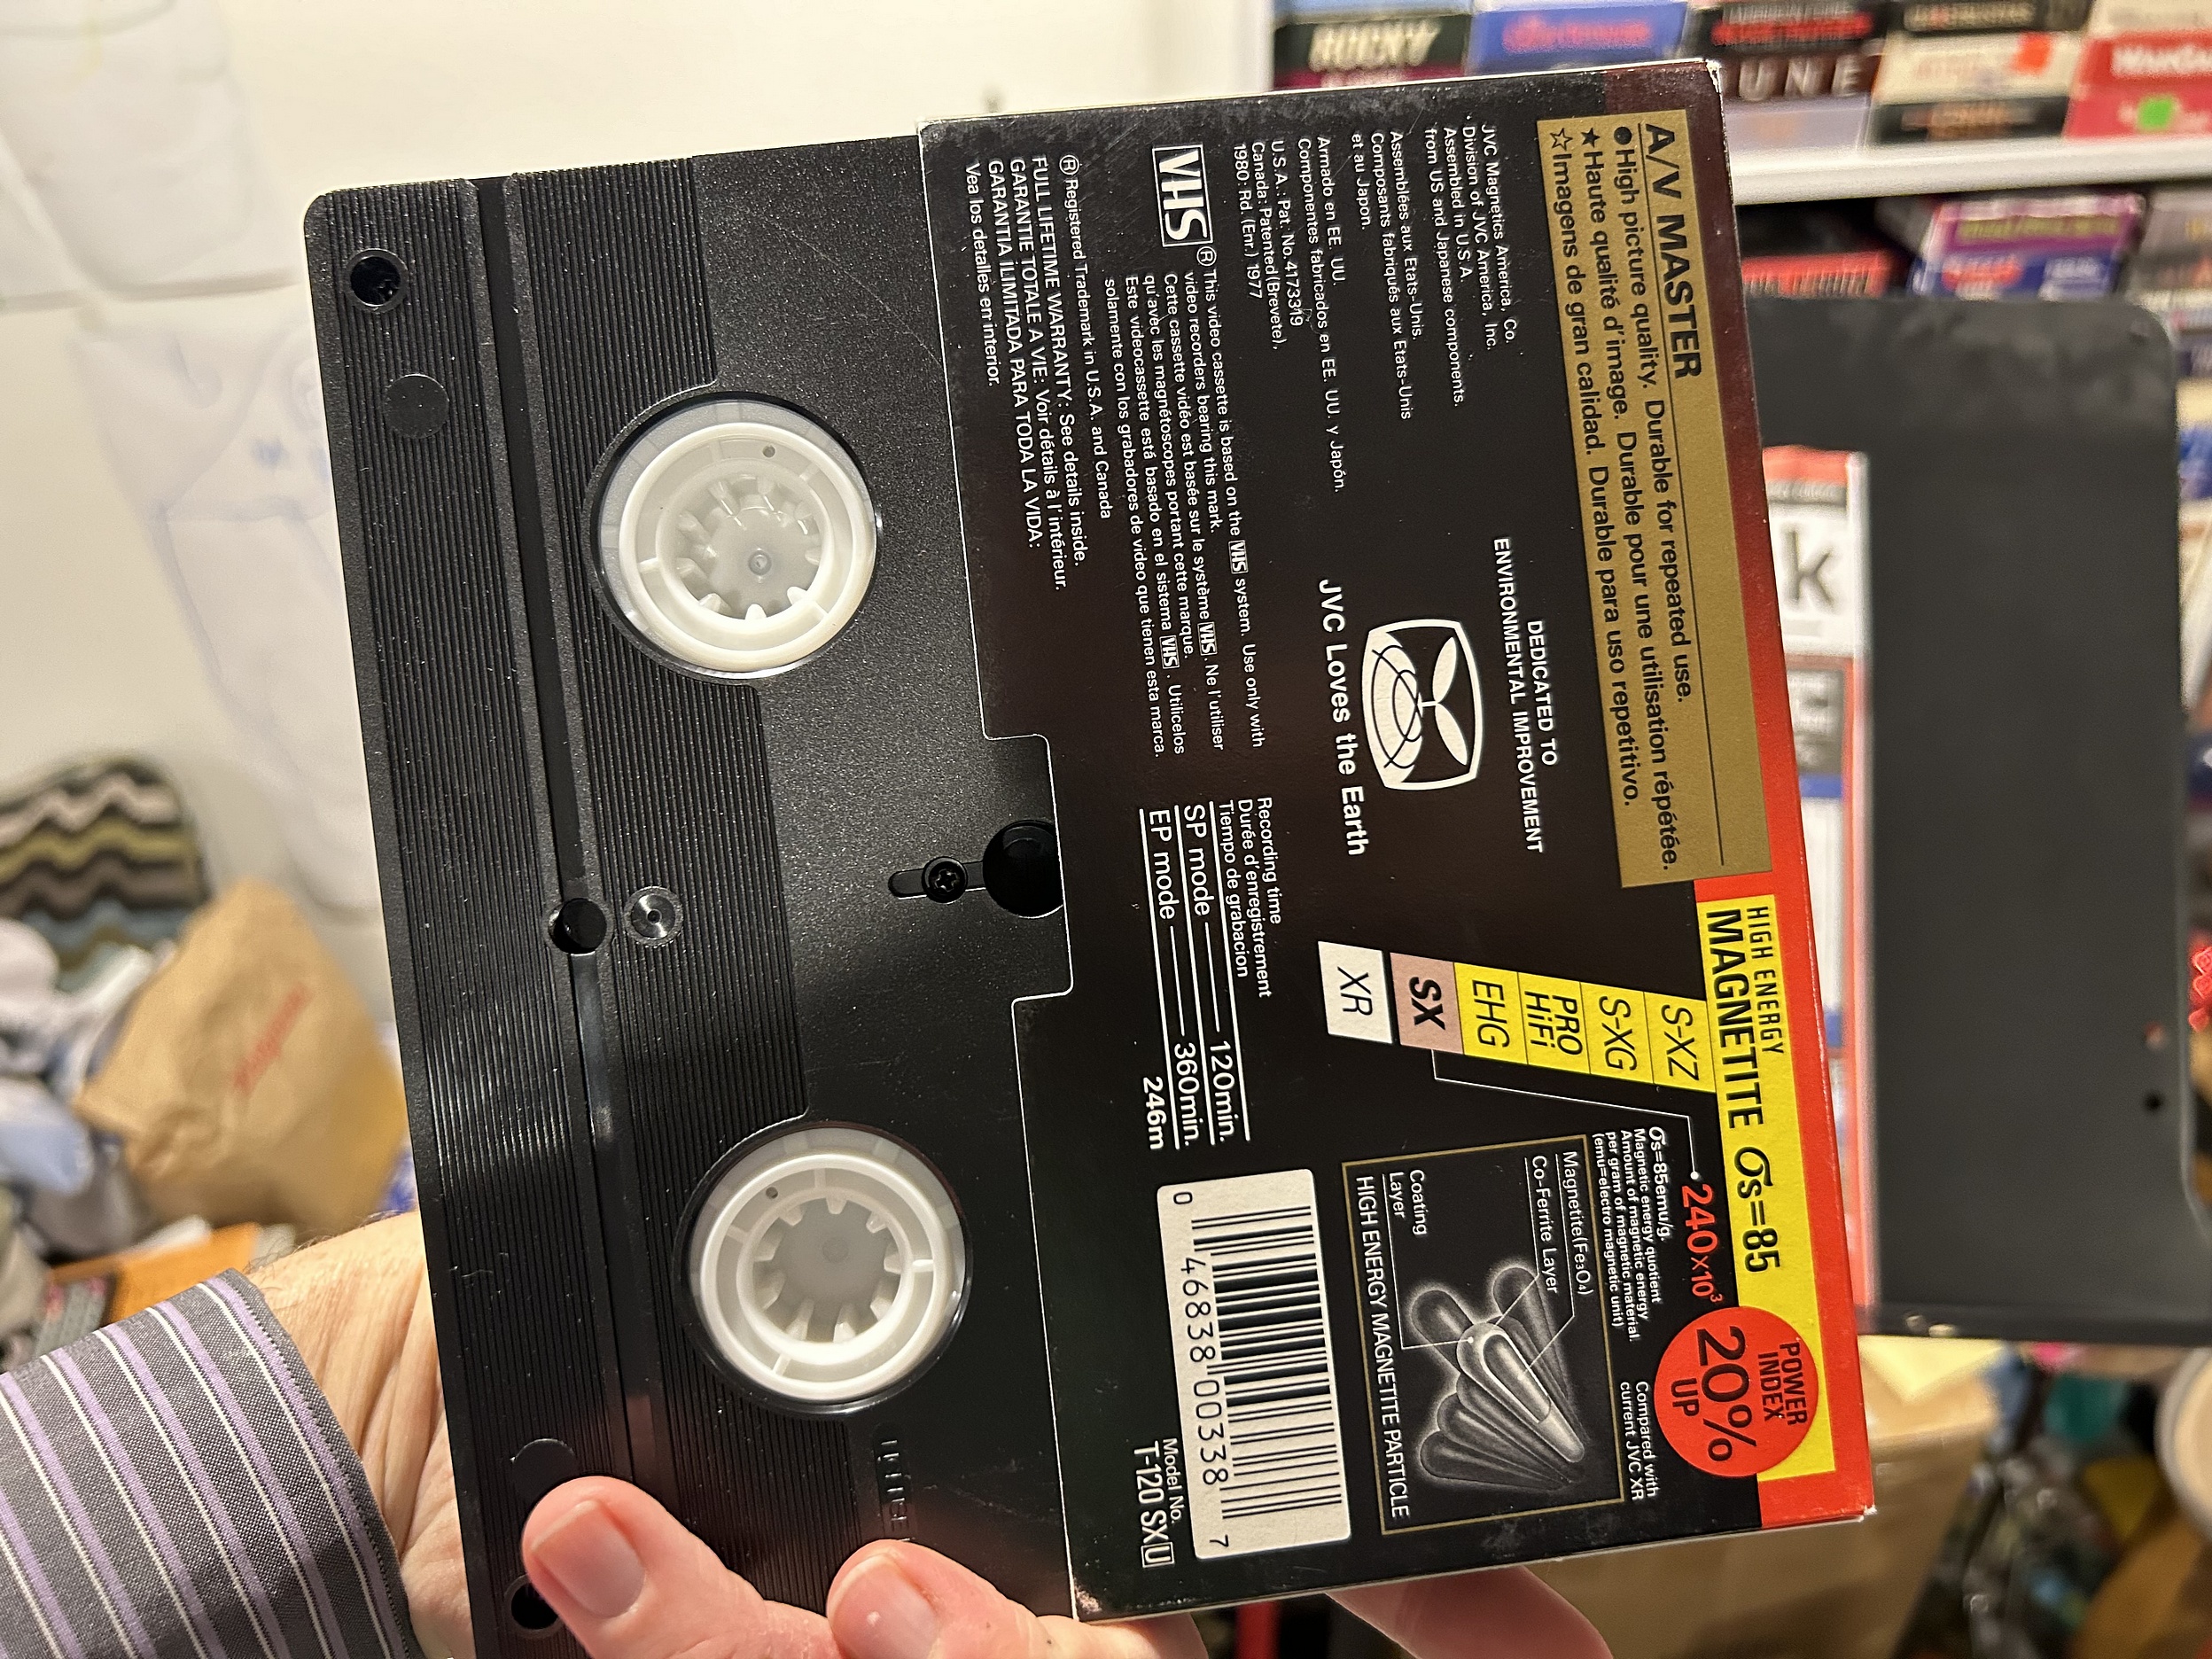 A/V MASTER
●High picture quality. Durable for repeated use.
★Haute qualité d'image. Durable pour une utilisation répétée.
☆Imagens de gran calidad. Durable para uso repetitivo.
HIGH ENERGY
MAGNETITE σs=85
POWER
INDEX
20%
UP
JVC Magnetics America, Co.
Division of JVC America, Inc.
Assembled in U.S.A.
from US and Japanese components.
Assemblées aux Etats-Unis.
Composants fabriqués aux Etats-Unis
et au Japon.
Armado en EE. UU.
Componentes fabricados en EE. UU. y Japón.
U.S.A.: Pat. No. 4173319
Canada: Patented(Brevete),
1980: Rd. (Enr.) 1977
DEDICATED TO
ENVIRONMENTAL IMPROVEMENT
JVC Loves the Earth
S-XZ
S-XG
PRO
HiFi
EHG
SX
XR
240×10³
σs=85emu/g.
Magnetic energy quotient
Amount of magnetic energy
per gram of magnetic material.
(emu=electro magnetic unit)
Compared with
current JVC XR
Magnetite(Fe₃O₄)
Co-Ferrite Layer
Coating
Layer
HIGH ENERGY MAGNETITE PARTICLE
VHS
® This video cassette is based on the VHS system. Use only with
video recorders bearing this mark.
Cette cassette vidéo est basée sur le système VHS. Ne l'utiliser
qu'avec les magnétoscopes portant cette marque.
Este videocassette está basado en el sistema VHS. Utilicelos
solamente con los grabadores de video que tienen esta marca.
® Registered Trademark in U.S.A. and Canada
FULL LIFETIME WARRANTY: See details inside.
GARANTIE TOTALE A VIE: Voir détails à l'intérieur.
GARANTIA ILIMITADA PARA TODA LA VIDA:
Vea los detalles en interior.
Recording time
Durée d'enregistrement
Tiempo de grabacion
SP mode 120min.
EP mode 360min.
246m
0 46838 00338 7
Model No.
T-120 SXU
ROCKY
DUNE
k